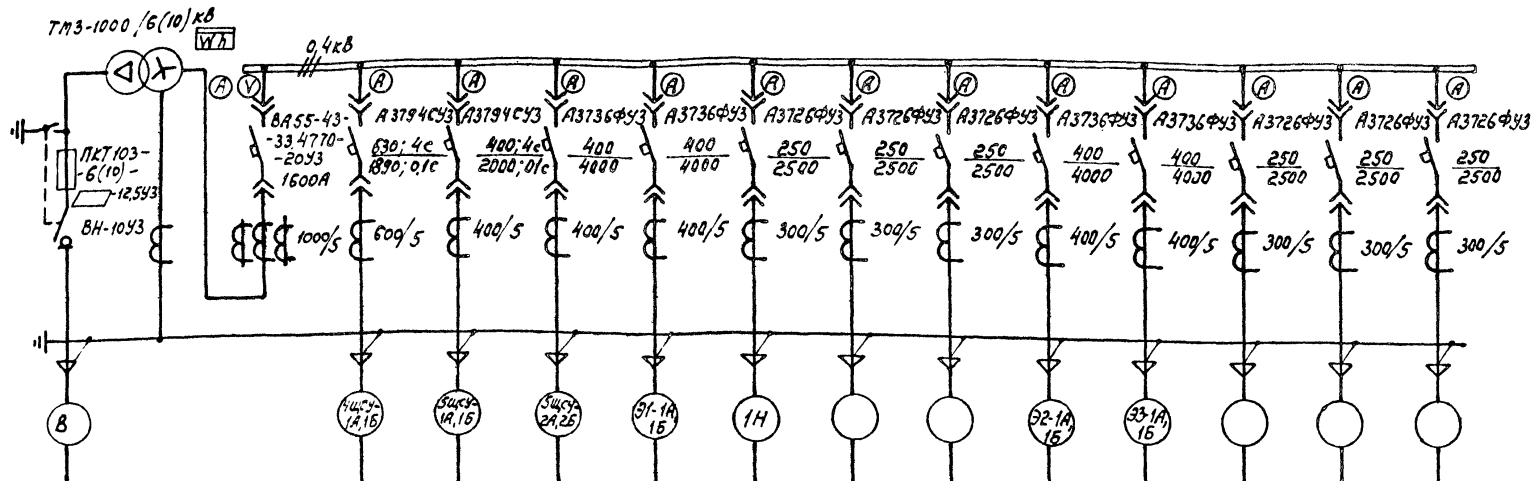 ТМЗ-1000/6(10)кВ
Wh
0,4кВ
А
V
А
А
А
А
А
А
А
А
А
А
А
ВА55-43-
-33.4770-
-20У3
1600А
А3794СУ3
А3794СУ3
А3736ФУ3
А3736ФУ3
А3726ФУ3
А3726ФУ3
А3726ФУ3
А3736ФУ3
А3736ФУ3
А3726ФУ3
А3726ФУ3
А3726ФУ3
630; 4с
1890; 0,1с
400; 4с
2000; 01с
400
4000
400
4000
250
2500
250
2500
250
2500
400
4000
400
4000
250
2500
250
2500
250
2500
ПКТ103-
-6(10)-
-12,5У3
ВН-10У3
1000/5
600/5
400/5
400/5
400/5
300/5
300/5
300/5
400/5
400/5
300/5
300/5
300/5
В
4ЩСУ-
1А,1Б
5ЩСУ-
1А,1Б
5ЩСУ-
2А,2Б
Э1-1А,
1Б
1Н
Э2-1А,
1Б
Э3-1А,
1Б